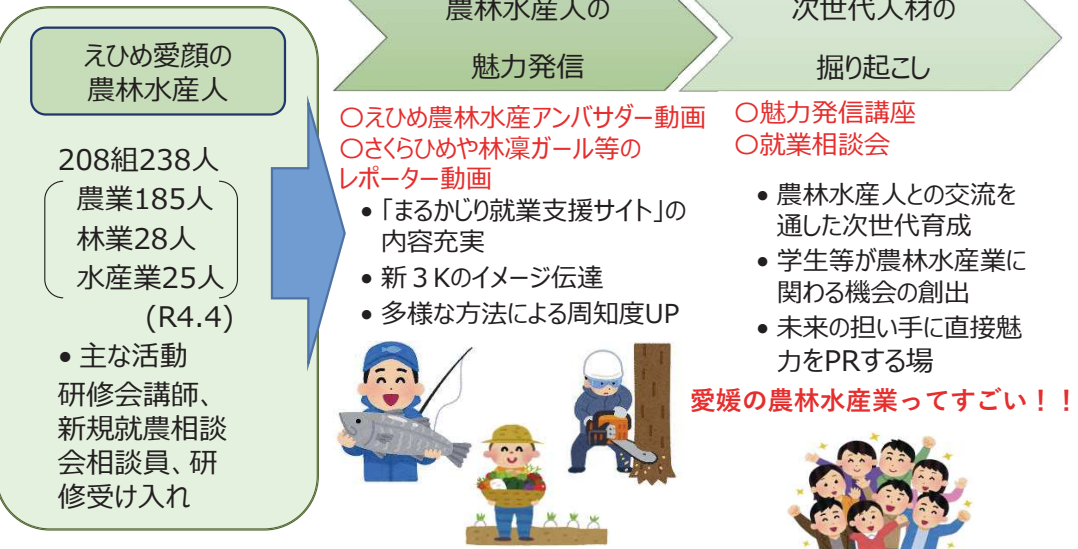 えひめ愛顔の
農林水産人
208組238人
農業185人
林業28人
水産業25人
(R4.4)
• 主な活動
研修会講師、
新規就農相談
会相談員、研
修受け入れ
農林水産人の
魅力発信
〇えひめ農林水産アンバサダー動画
〇さくらひめや林凜ガール等の
レポーター動画
• 「まるかじり就業支援サイト」の
内容充実
• 新３Kのイメージ伝達
• 多様な方法による周知度UP
次世代人材の
掘り起こし
〇魅力発信講座
〇就業相談会
• 農林水産人との交流を
通した次世代育成
• 学生等が農林水産業に
関わる機会の創出
• 未来の担い手に直接魅
力をPRする場
愛媛の農林水産業ってすごい！！